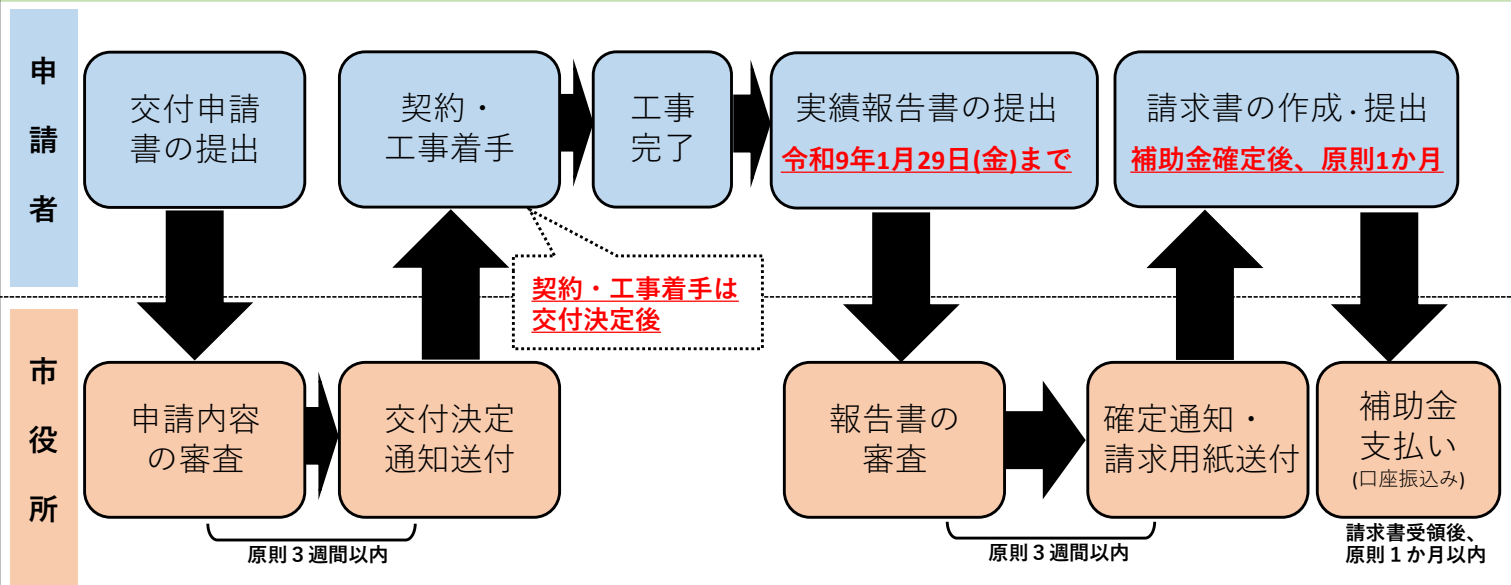 申請者
交付申請
書の提出
契約・
工事着手
工事
完了
実績報告書の提出
令和9年1月29日(金)まで
請求書の作成・提出
補助金確定後、原則1か月
契約・工事着手は
交付決定後
市役所
申請内容
の審査
交付決定
通知送付
報告書の
審査
確定通知・
請求用紙送付
補助金
支払い
(口座振込み)
原則３週間以内
原則３週間以内
請求書受領後、
原則１か月以内